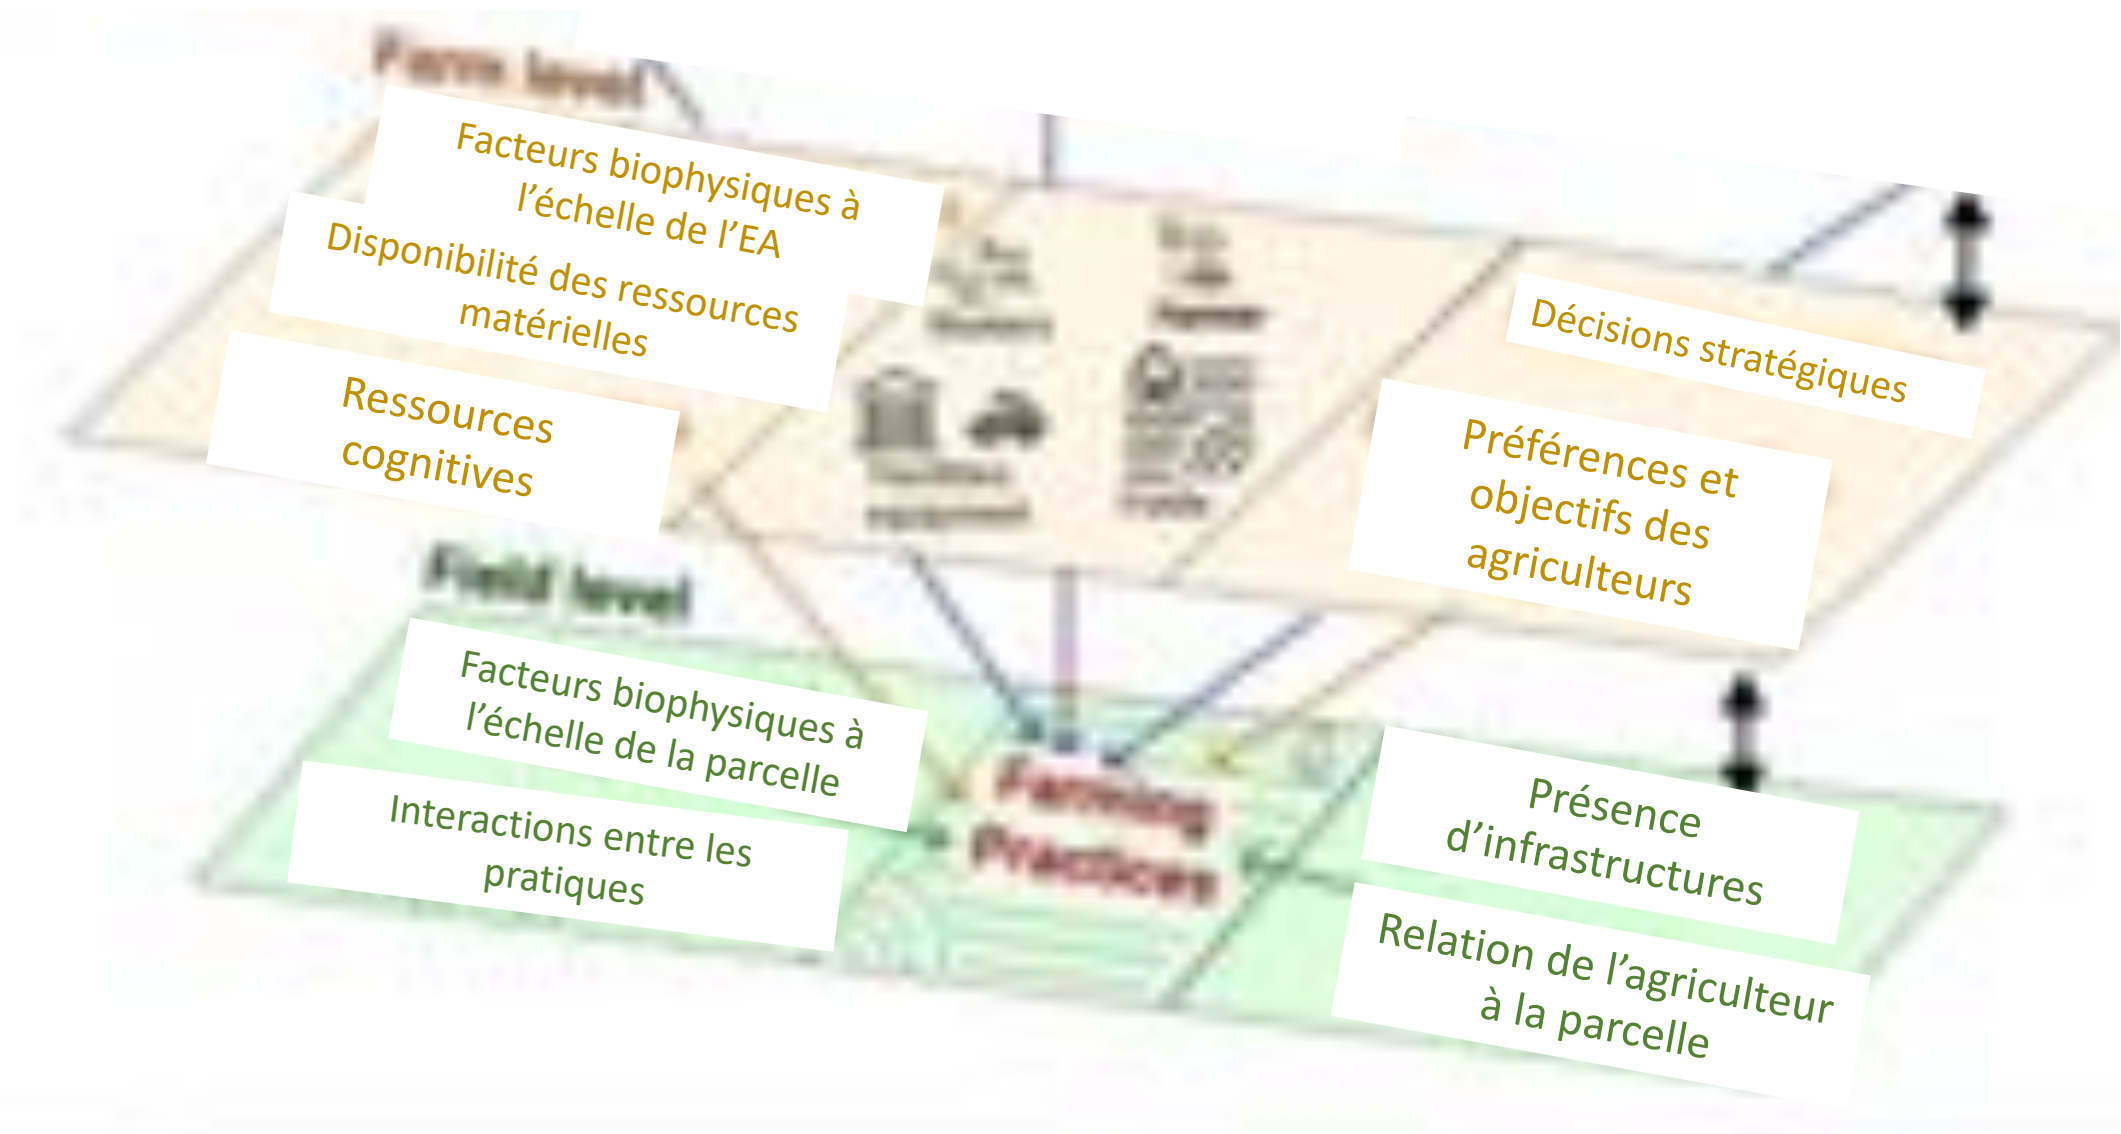 Farm level
Facteurs biophysiques à
l’échelle de l’EA
Disponibilité des ressources
matérielles
Ressources
cognitives
Décisions stratégiques
Préférences et
objectifs des
agriculteurs
Field level
Facteurs biophysiques à
l’échelle de la parcelle
Interactions entre les
pratiques
Farming
Practices
Présence
d’infrastructures
Relation de l’agriculteur
à la parcelle